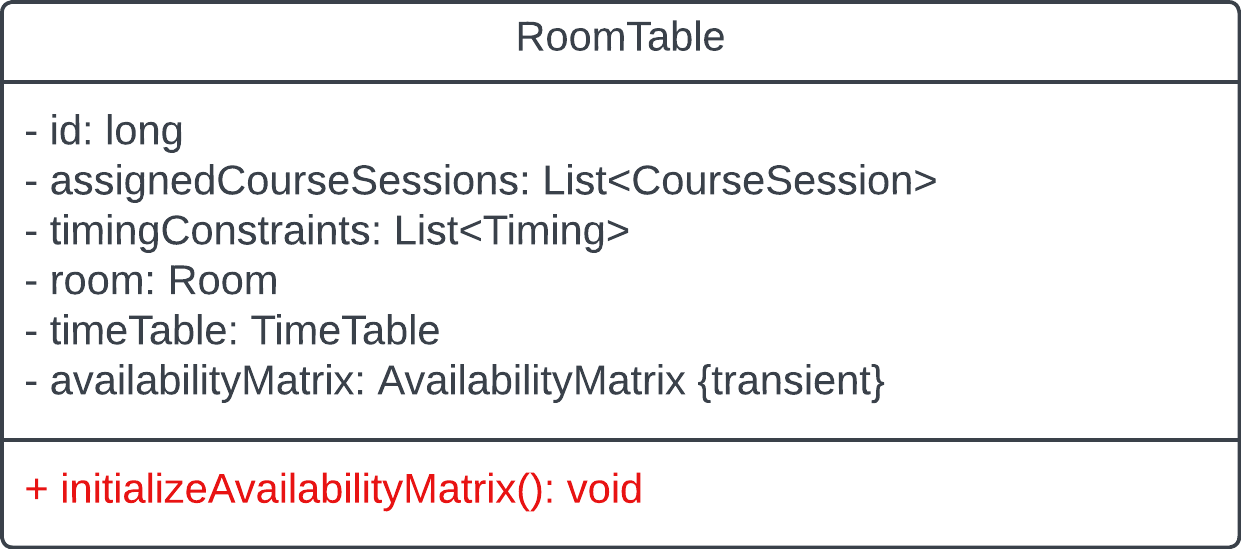 RoomTable
- id: long
- assignedCourseSessions: List<CourseSession>
- timingConstraints: List<Timing>
- room: Room
- timeTable: TimeTable
- availabilityMatrix: AvailabilityMatrix {transient}
+ initializeAvailabilityMatrix(): void